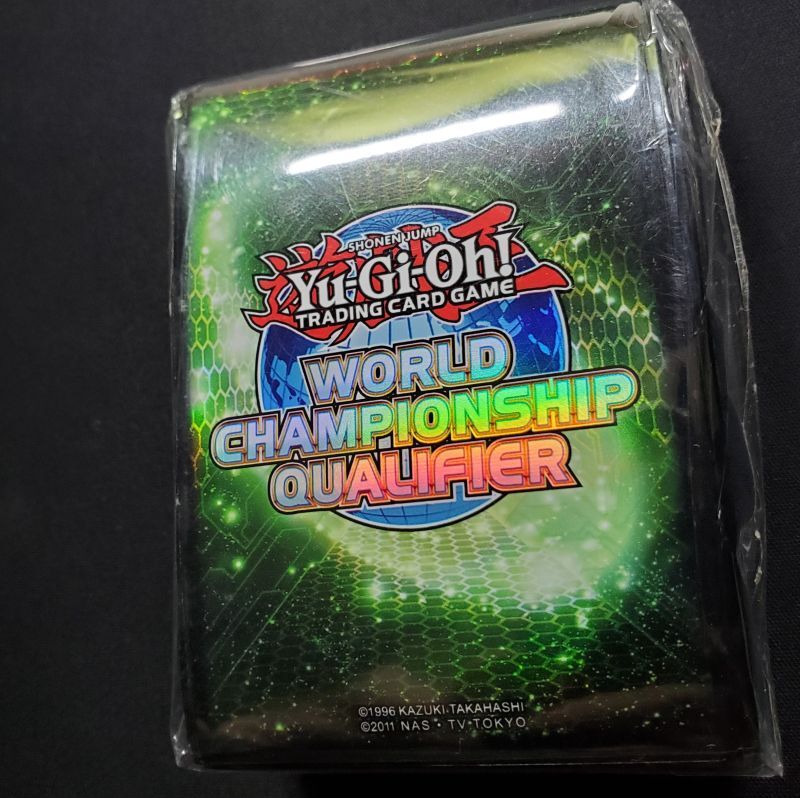 SHONEN JUMP
遊戯王
Yu-Gi-Oh!
TRADING CARD GAME
WORLD
CHAMPIONSHIP
QUALIFIER
©1996 KAZUKI TAKAHASHI
©2011 NAS • TV TOKYO